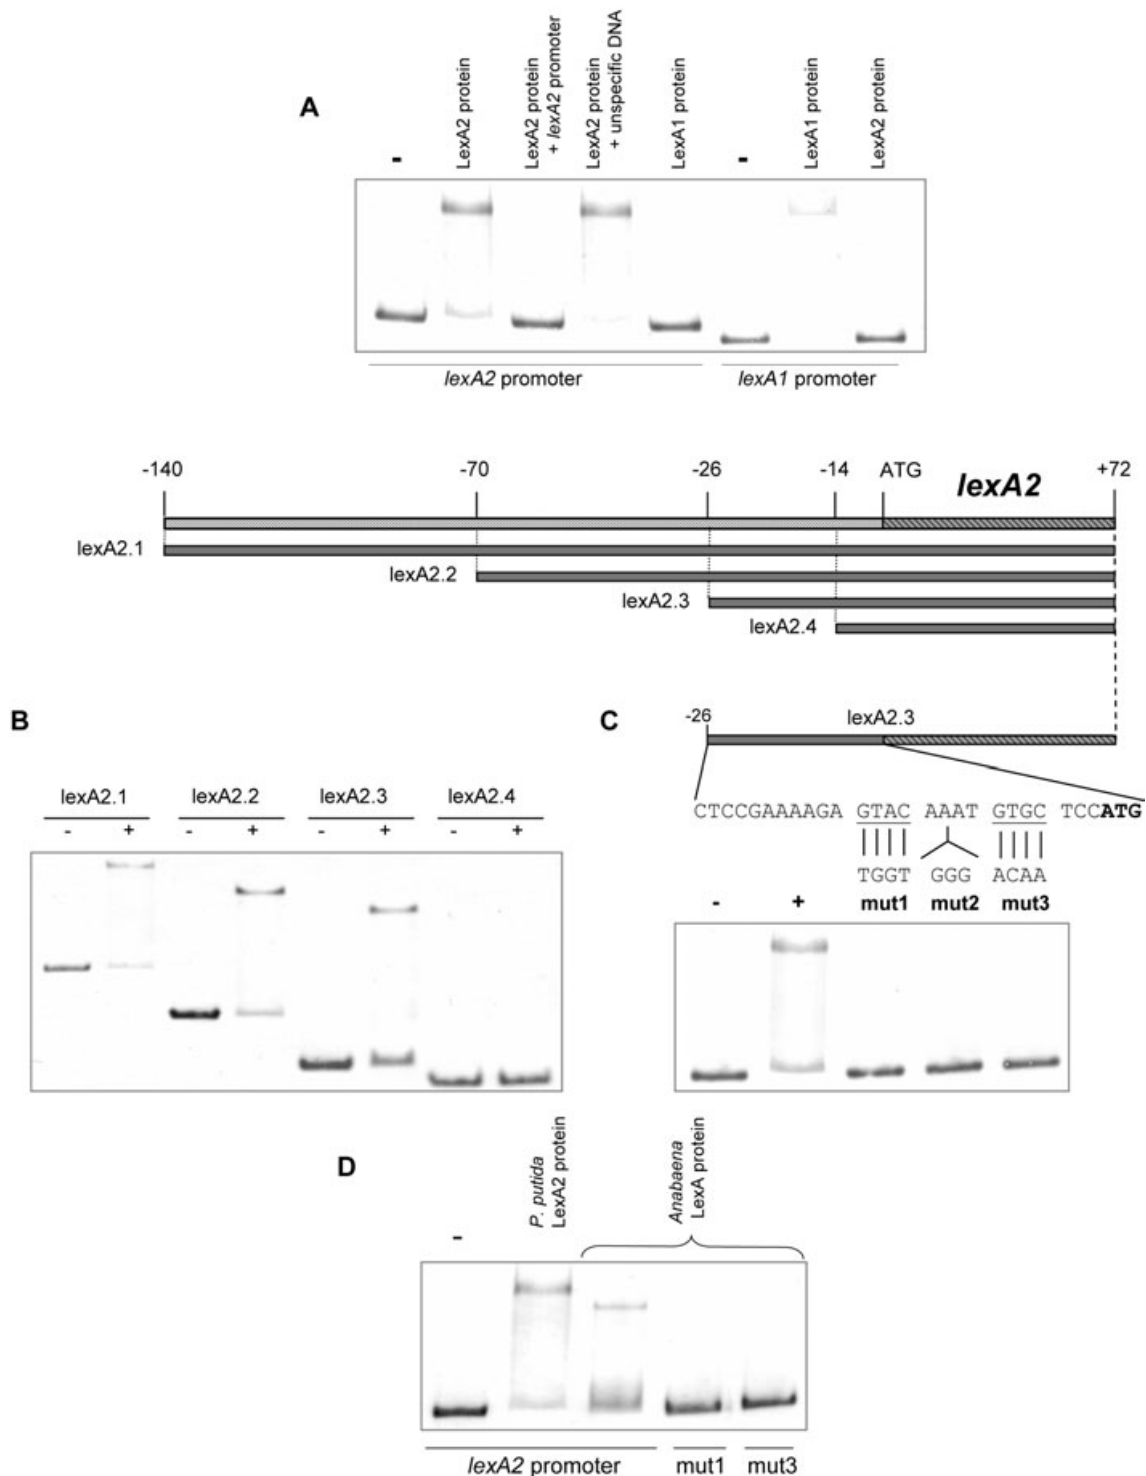 A
-
LexA2 protein
LexA2 protein
+ lexA2 promoter
LexA2 protein
+ unspecific DNA
LexA1 protein
-
LexA1 protein
LexA2 protein
lexA2 promoter
lexA1 promoter
-140
-70
-26
-14
ATG
lexA2
+72
lexA2.1
lexA2.2
lexA2.3
lexA2.4
B
lexA2.1
lexA2.2
lexA2.3
lexA2.4
- + - + - + - +
C
-26
lexA2.3
CTCCGAAAAGA GTAC AAAT GTGC TCCATG
TGGT GGG ACAA
- + mut1 mut2 mut3
D
-
P. putida
LexA2 protein
Anabaena
LexA protein
lexA2 promoter
mut1
mut3